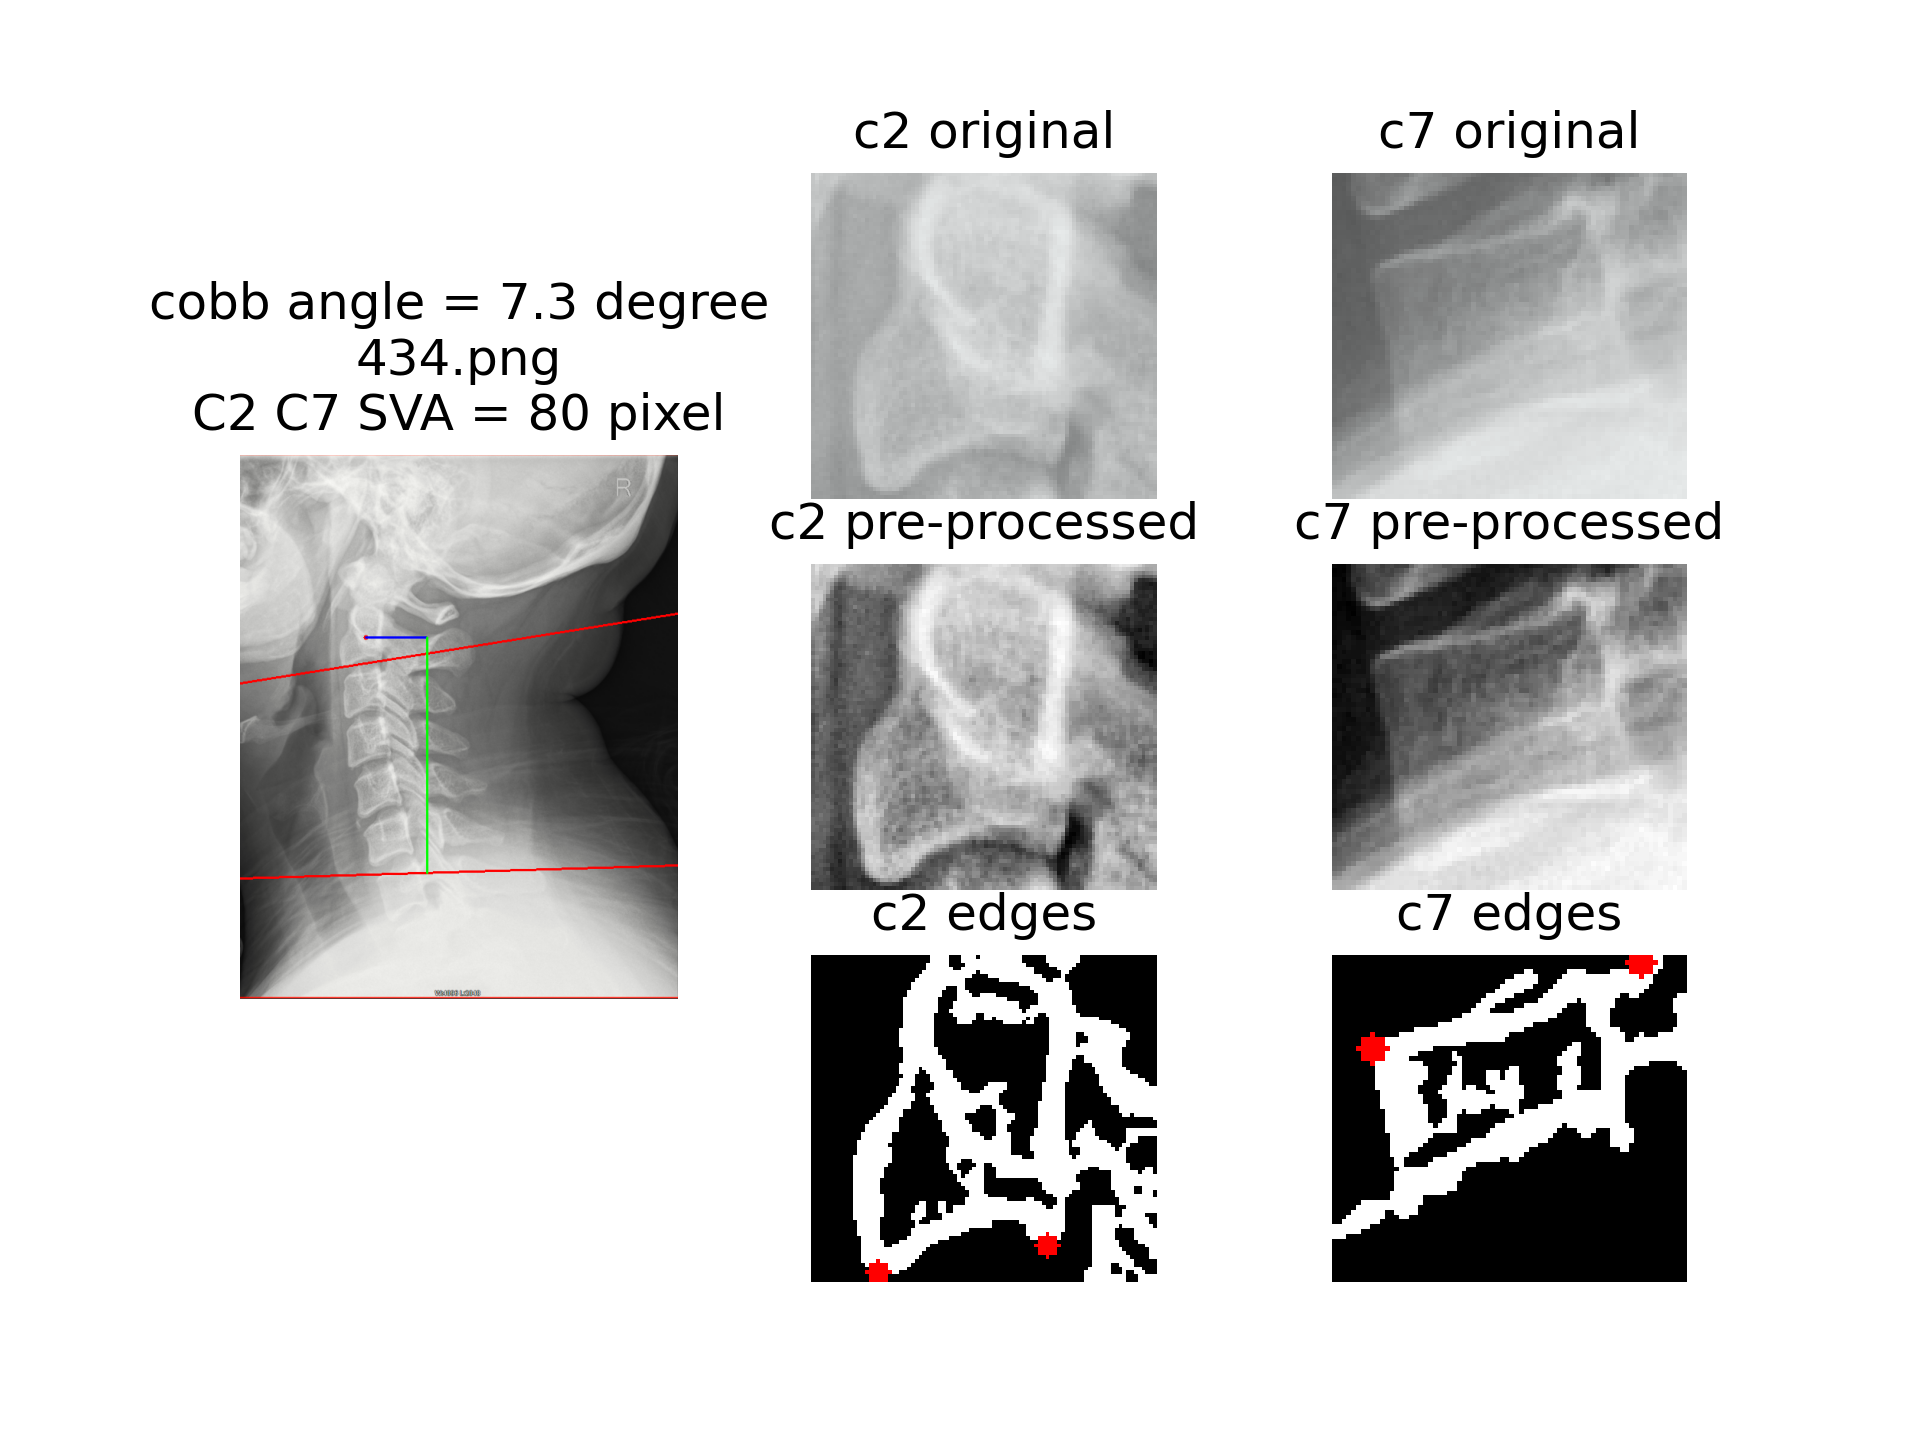 cobb angle = 7.3 degree
434.png
C2 C7 SVA = 80 pixel
R
c2 original
c7 original
c2 pre-processed
c7 pre-processed
c2 edges
c7 edges